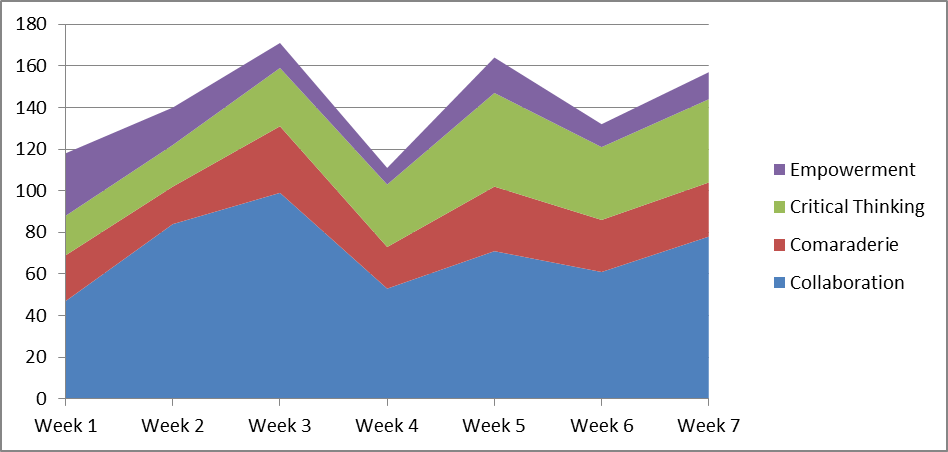 180
160
140
120
100
80
60
40
20
0
Week 1 Week 2 Week 3 Week 4 Week 5 Week 6 Week 7
Empowerment
Critical Thinking
Comaraderie
Collaboration